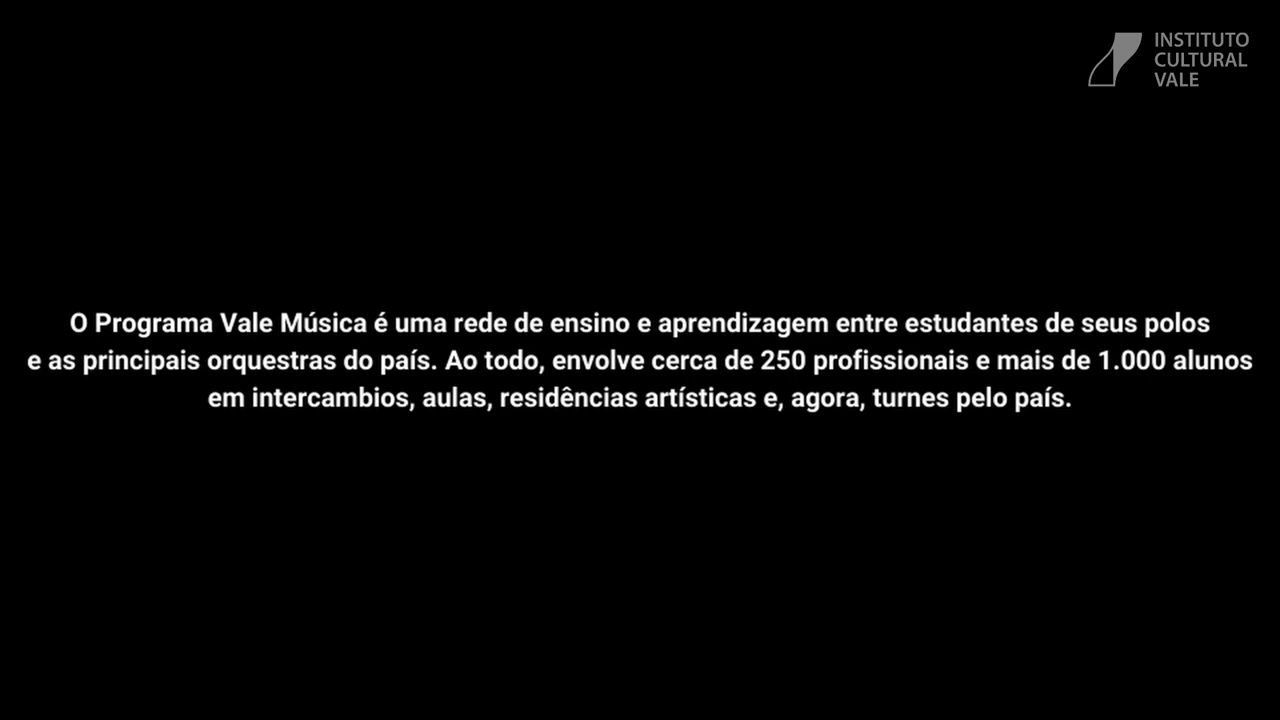 INSTITUTO
CULTURAL
VALE
O Programa Vale Música é uma rede de ensino e aprendizagem entre estudantes de seus polos
e as principais orquestras do país. Ao todo, envolve cerca de 250 profissionais e mais de 1.000 alunos
em intercambios, aulas, residências artísticas e, agora, turnes pelo país.